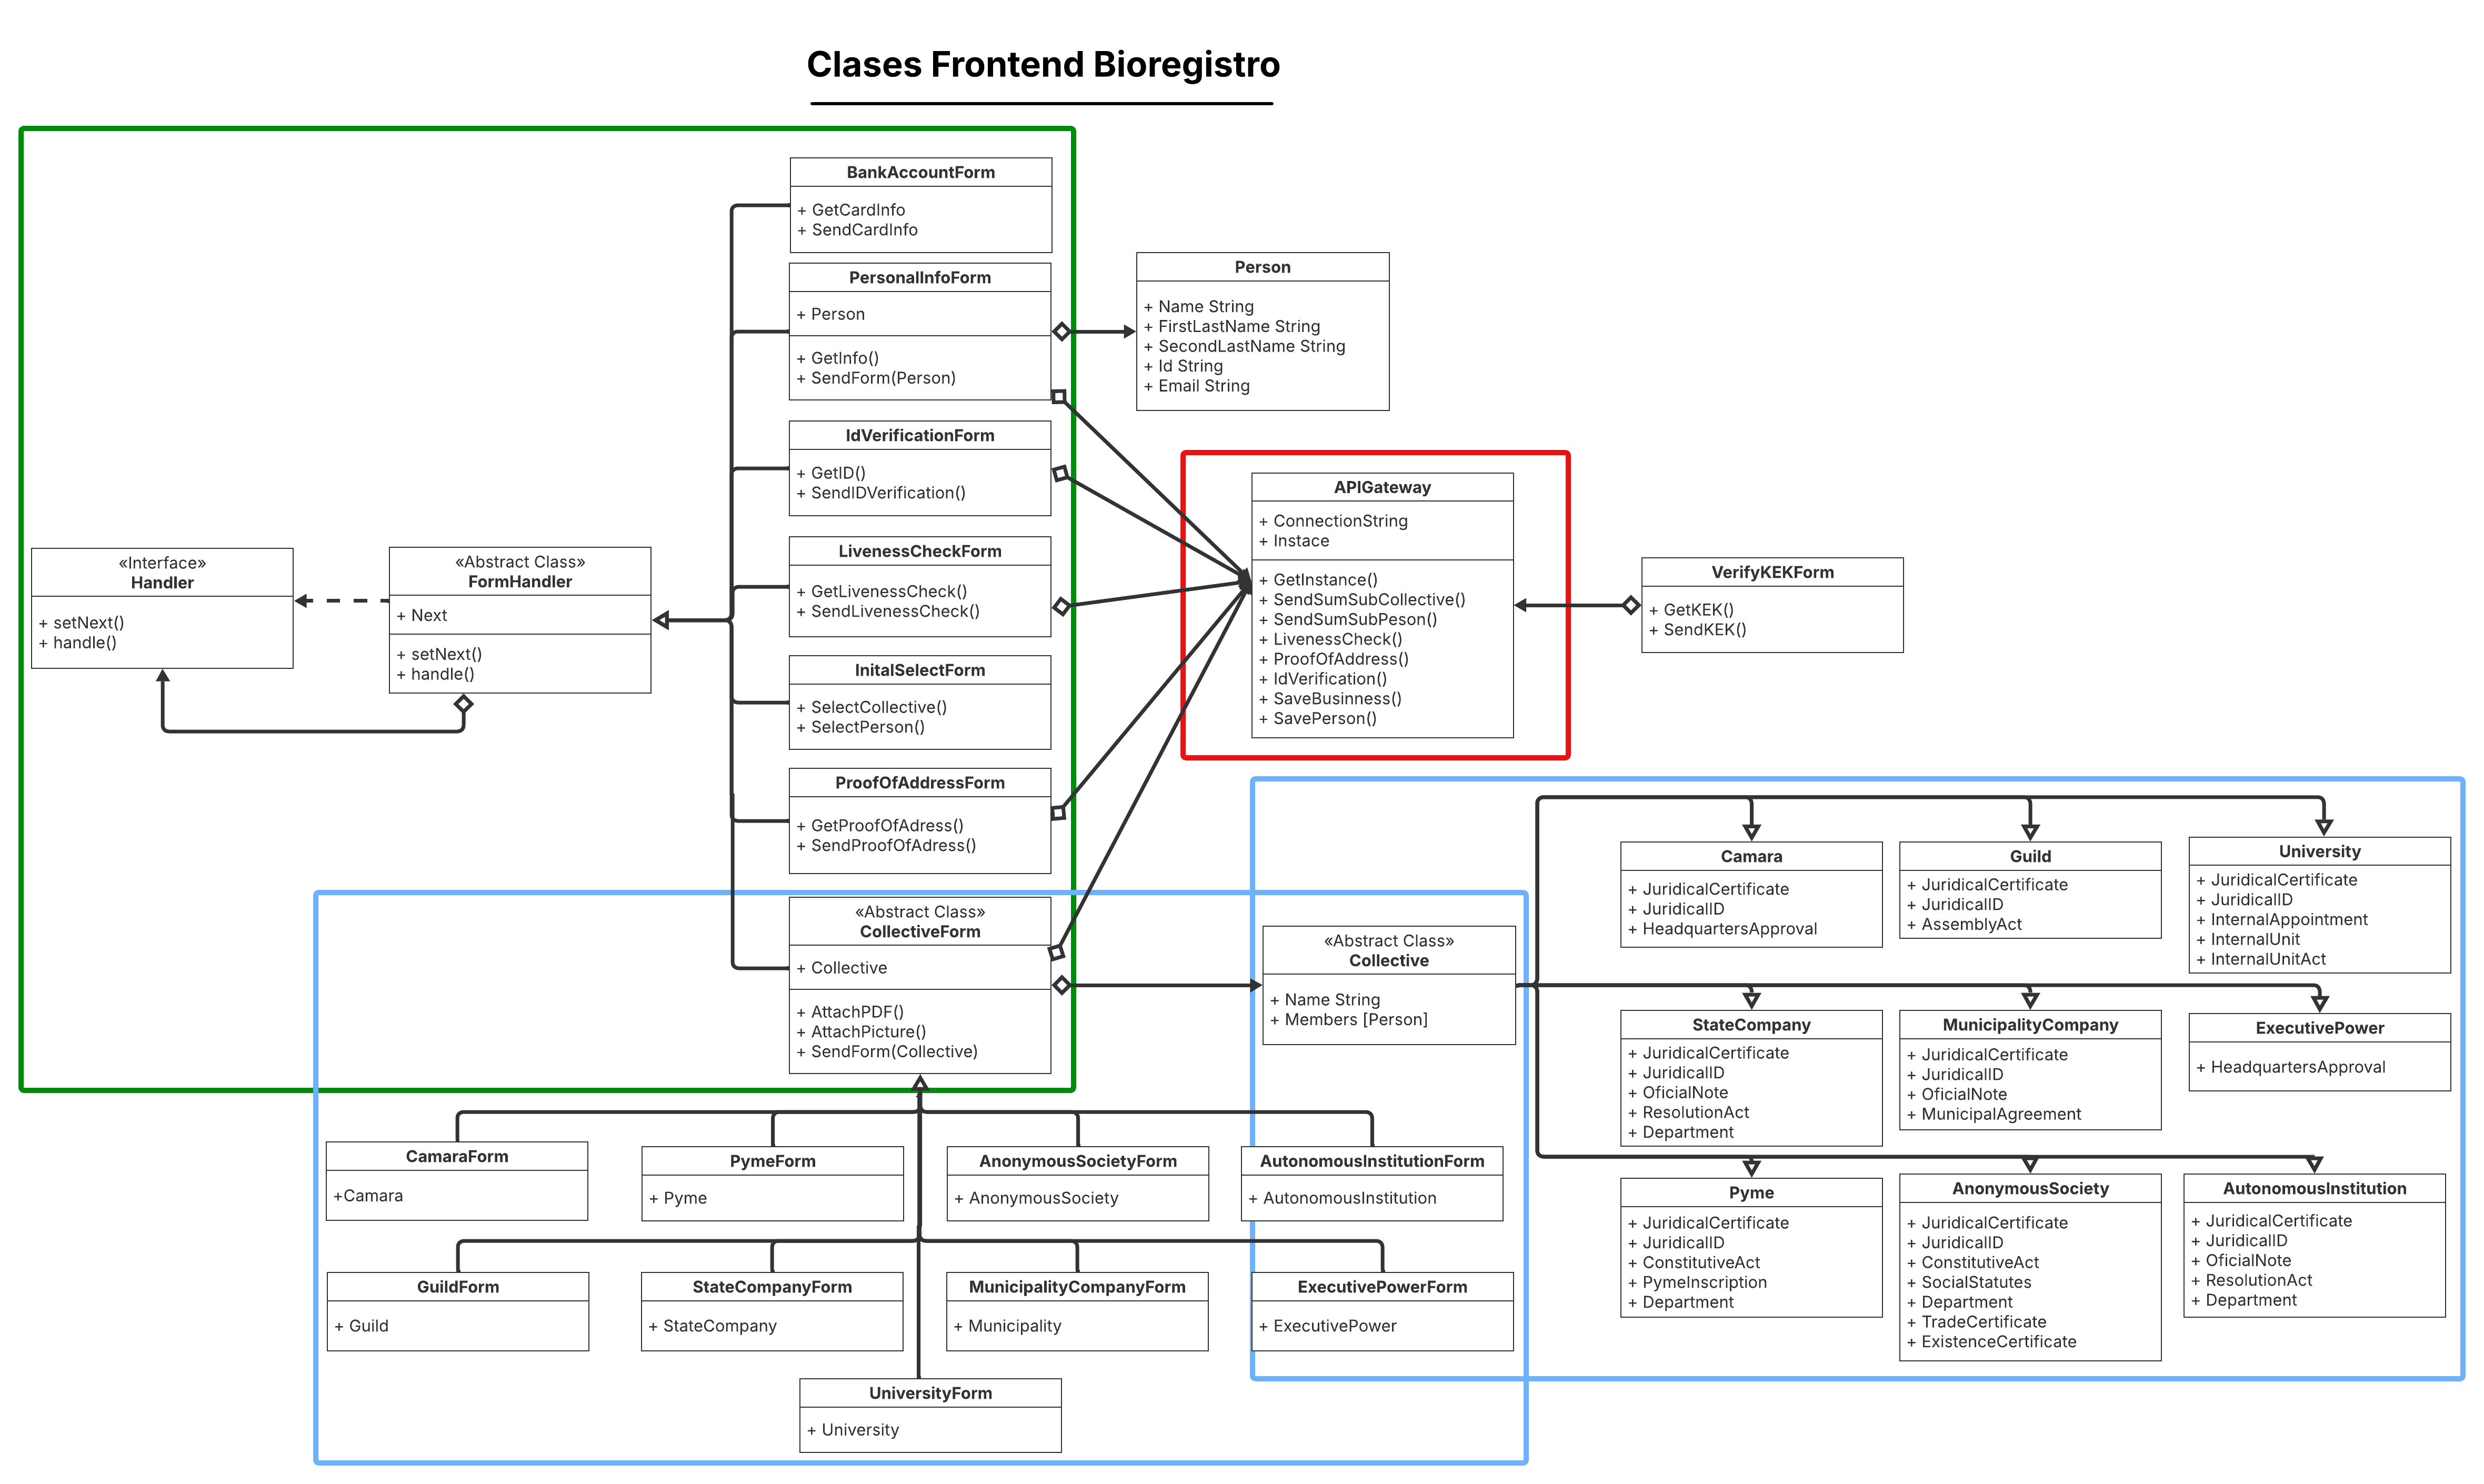 Clases Frontend Bioregistro
BankAccountForm
+ GetCardInfo
+ SendCardInfo
PersonalInfoForm
+ Person
+ GetInfo()
+ SendForm(Person)
Person
+ Name String
+ FirstLastName String
+ SecondLastName String
+ Id String
+ Email String
IdVerificationForm
+ GetID()
+ SendIDVerification()
«Interface»
Handler
+ setNext()
+ handle()
«Abstract Class»
FormHandler
+ Next
+ setNext()
+ handle()
LivenessCheckForm
+ GetLivenessCheck()
+ SendLivenessCheck()
APIGateway
+ ConnectionString
+ Instace
+ GetInstance()
+ SendSumSubCollective()
+ SendSumSubPeson()
+ LivenessCheck()
+ ProofOfAddress()
+ IdVerification()
+ SaveBusinness()
+ SavePerson()
VerifyKEKForm
+ GetKEK()
+ SendKEK()
InitalSelectForm
+ SelectCollective()
+ SelectPerson()
ProofOfAddressForm
+ GetProofOfAdress()
+ SendProofOfAdress()
«Abstract Class»
CollectiveForm
+ Collective
+ AttachPDF()
+ AttachPicture()
+ SendForm(Collective)
«Abstract Class»
Collective
+ Name String
+ Members [Person]
Camara
+ JuridicalCertificate
+ JuridicalID
+ HeadquartersApproval
Guild
+ JuridicalCertificate
+ JuridicalID
+ AssemblyAct
University
+ JuridicalCertificate
+ JuridicalID
+ InternalAppointment
+ InternalUnit
+ InternalUnitAct
StateCompany
+ JuridicalCertificate
+ JuridicalID
+ OficialNote
+ ResolutionAct
+ Department
MunicipalityCompany
+ JuridicalCertificate
+ JuridicalID
+ OficialNote
+ MunicipalAgreement
ExecutivePower
+ HeadquartersApproval
Pyme
+ JuridicalCertificate
+ JuridicalID
+ ConstitutiveAct
+ PymeInscription
+ Department
AnonymousSociety
+ JuridicalCertificate
+ JuridicalID
+ ConstitutiveAct
+ SocialStatutes
+ Department
+ TradeCertificate
+ ExistenceCertificate
AutonomousInstitution
+ JuridicalCertificate
+ JuridicalID
+ OficialNote
+ ResolutionAct
+ Department
CamaraForm
+Camara
PymeForm
+ Pyme
AnonymousSocietyForm
+ AnonymousSociety
AutonomousInstitutionForm
+ AutonomousInstitution
GuildForm
+ Guild
StateCompanyForm
+ StateCompany
MunicipalityCompanyForm
+ Municipality
ExecutivePowerForm
+ ExecutivePower
UniversityForm
+ University